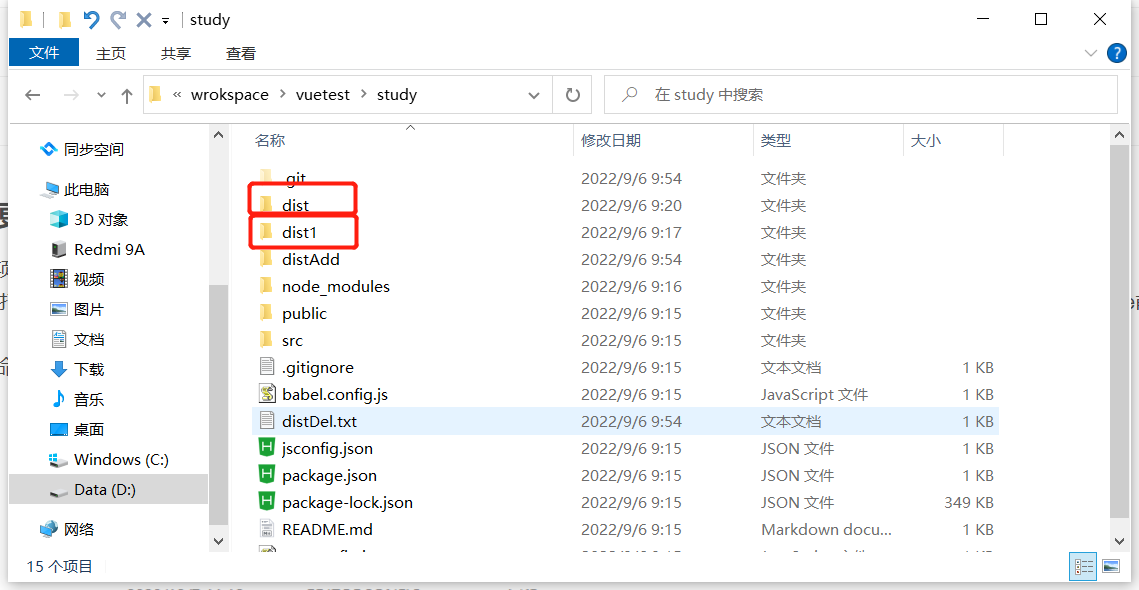 study
文件 主页 共享 查看
« wrokspace › vuetest › study 在 study 中搜索
名称 修改日期 类型 大小
同步空间
此电脑
3D 对象
Redmi 9A
视频
图片
文档
下载
音乐
桌面
Windows (C:)
Data (D:)
网络
.git 2022/9/6 9:54 文件夹
dist 2022/9/6 9:20 文件夹
dist1 2022/9/6 9:17 文件夹
distAdd 2022/9/6 9:54 文件夹
node_modules 2022/9/6 9:16 文件夹
public 2022/9/6 9:15 文件夹
src 2022/9/6 9:15 文件夹
.gitignore 2022/9/6 9:15 文本文档 1 KB
babel.config.js 2022/9/6 9:15 JavaScript 文件 1 KB
distDel.txt 2022/9/6 9:54 文本文档 1 KB
jsconfig.json 2022/9/6 9:15 JSON 文件 1 KB
package.json 2022/9/6 9:15 JSON 文件 1 KB
package-lock.json 2022/9/6 9:15 JSON 文件 349 KB
README.md 2022/9/6 9:15 Markdown docu... 1 KB
15 个项目